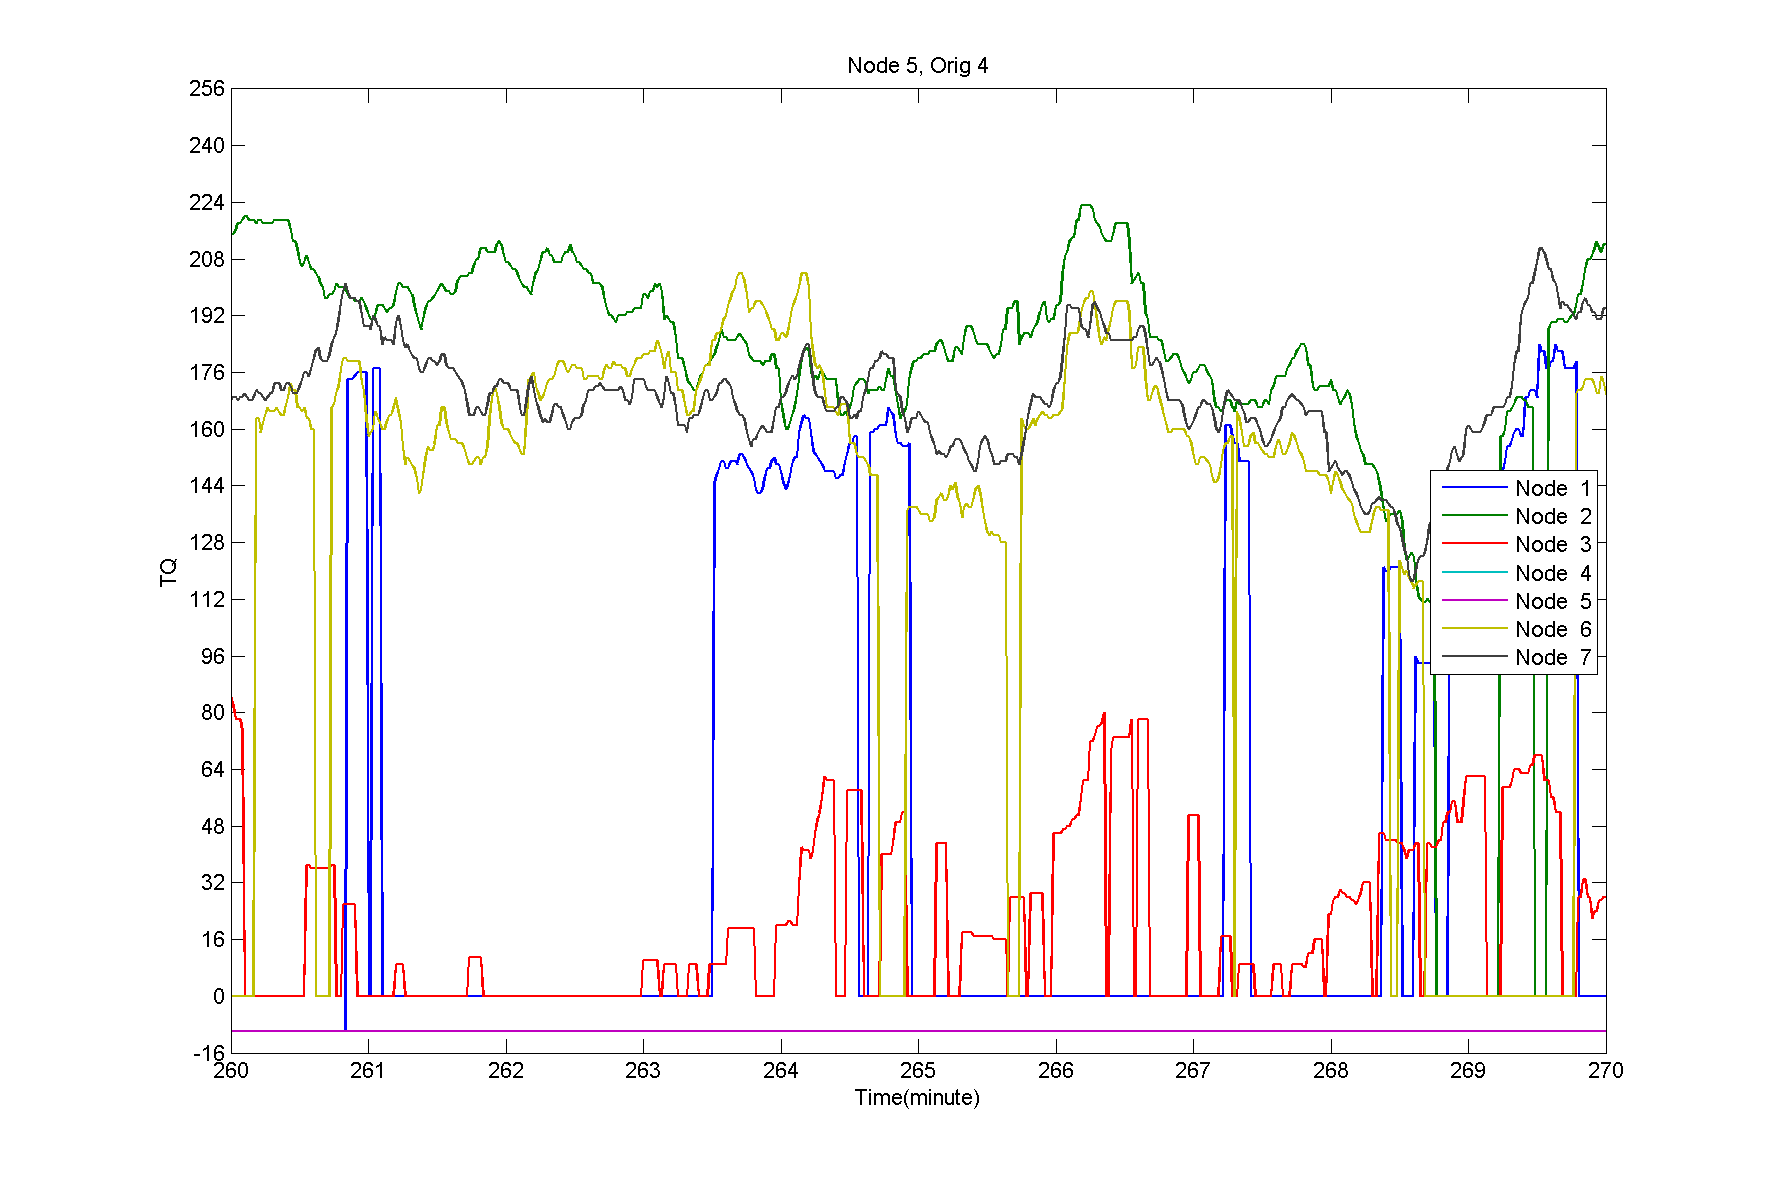 Node 5, Orig 4
256
240
224
208
192
176
160
144
128
112
96
80
64
48
32
16
0
-16
TQ
Node 1
Node 2
Node 3
Node 4
Node 5
Node 6
Node 7
260 261 262 263 264 265 266 267 268 269 270
Time(minute)